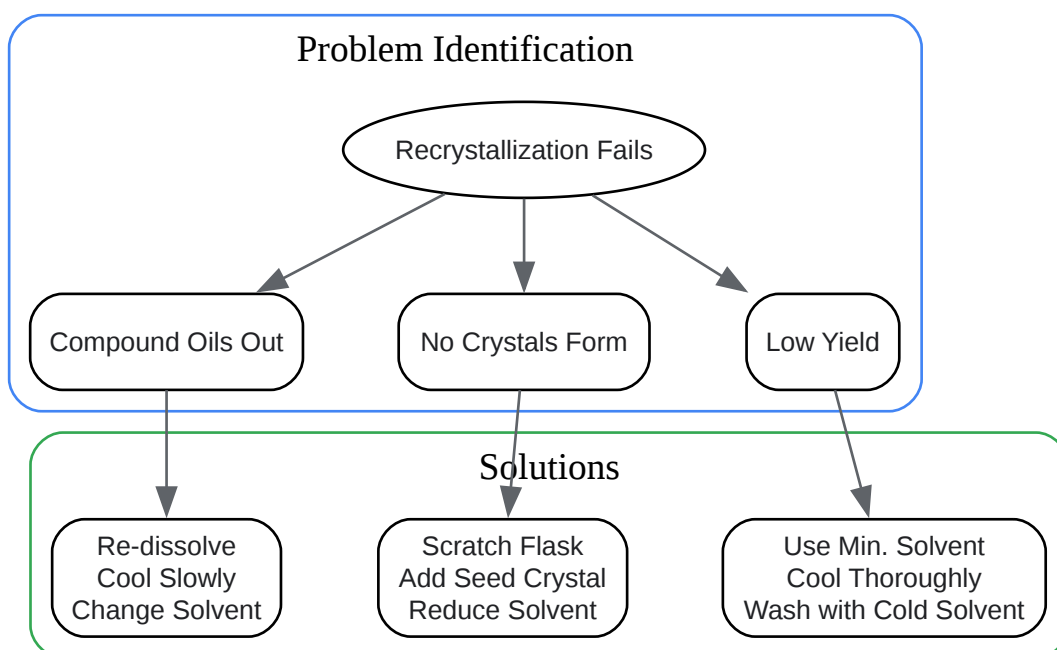 Problem Identification
Recrystallization Fails
Compound Oils Out
No Crystals Form
Low Yield
Solutions
Re-dissolve
Cool Slowly
Change Solvent
Scratch Flask
Add Seed Crystal
Reduce Solvent
Use Min. Solvent
Cool Thoroughly
Wash with Cold Solvent